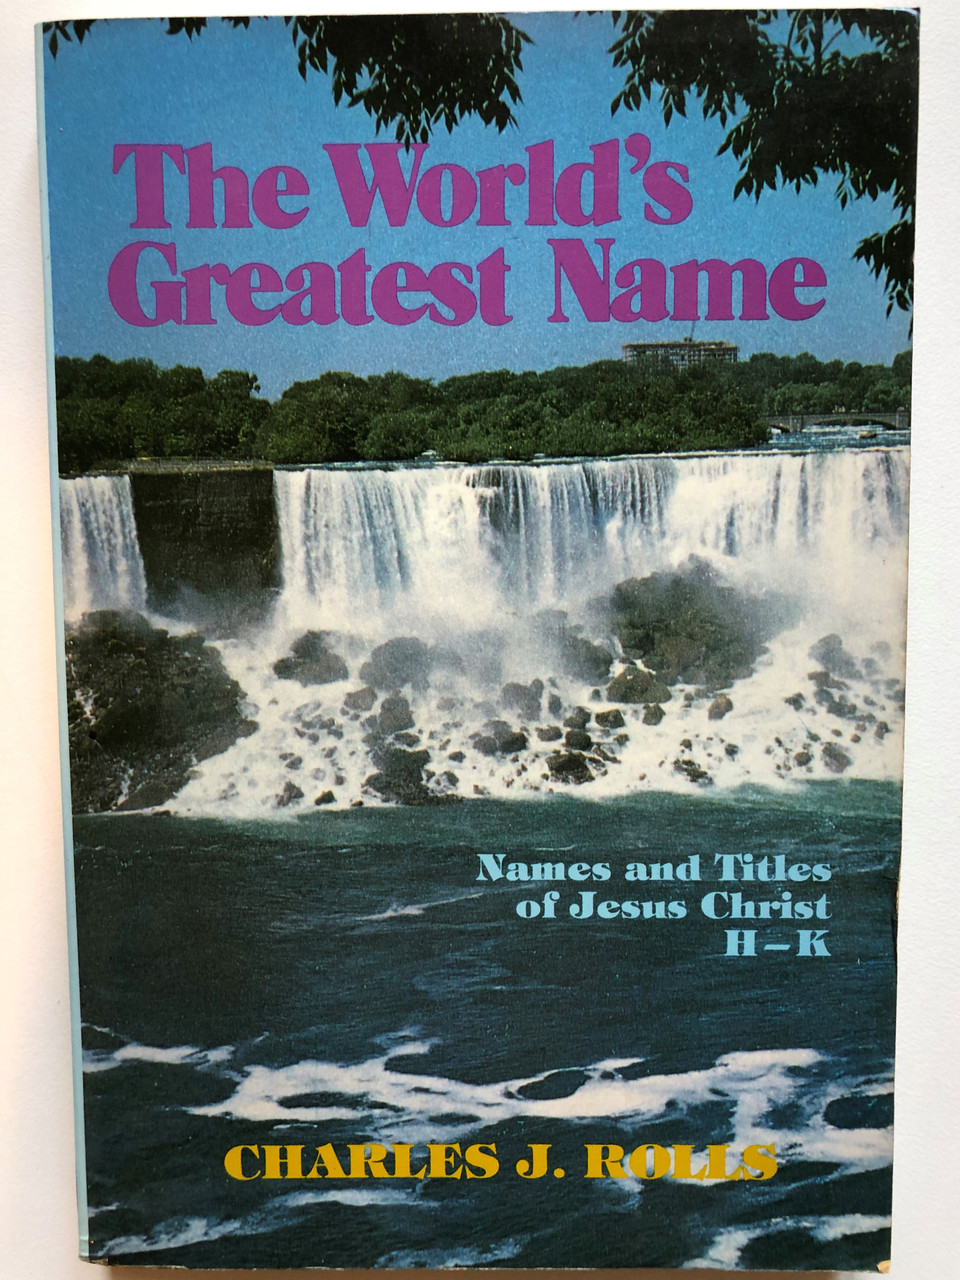 The World's
Greatest Name
Names and Titles
of Jesus Christ
H–K
CHARLES J. ROLLS